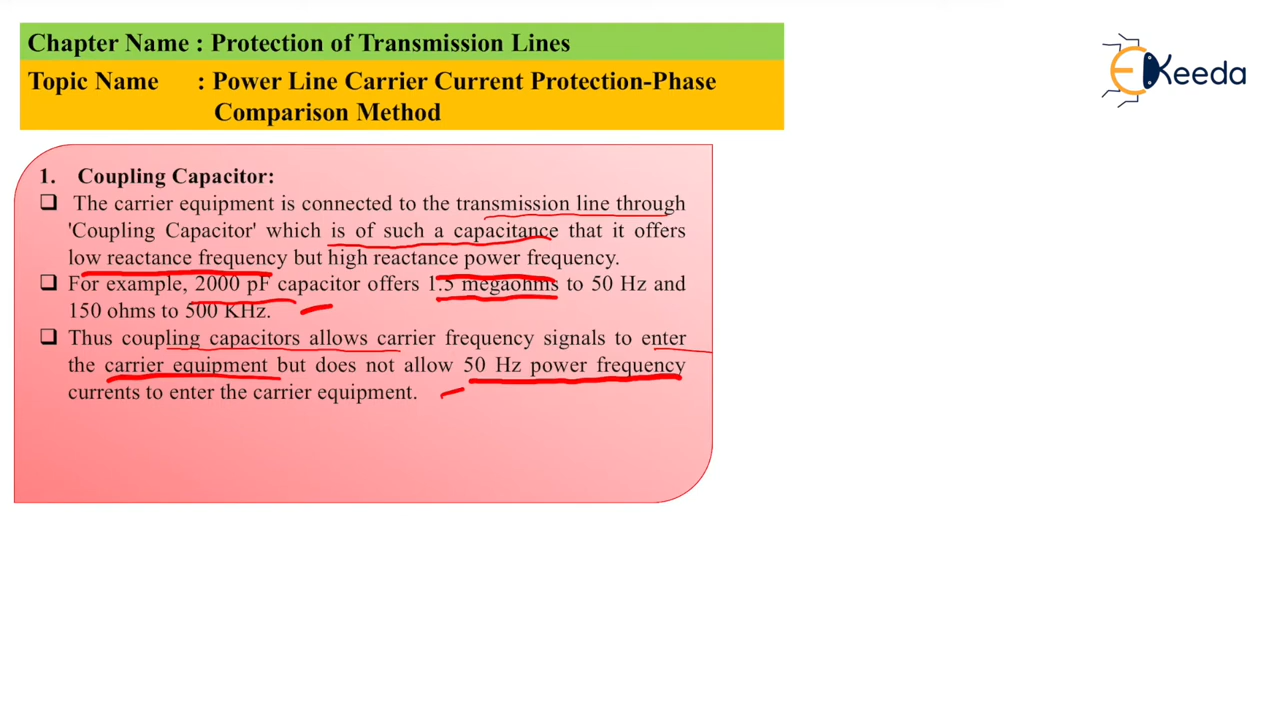 Chapter Name : Protection of Transmission Lines
Topic Name : Power Line Carrier Current Protection-Phase
Comparison Method
EKeeda
1. Coupling Capacitor:
❑ The carrier equipment is connected to the transmission line through
'Coupling Capacitor' which is of such a capacitance that it offers
low reactance frequency but high reactance power frequency.
❑ For example, 2000 pF capacitor offers 1.5 megaohms to 50 Hz and
150 ohms to 500 KHz.
❑ Thus coupling capacitors allows carrier frequency signals to enter
the carrier equipment but does not allow 50 Hz power frequency
currents to enter the carrier equipment.